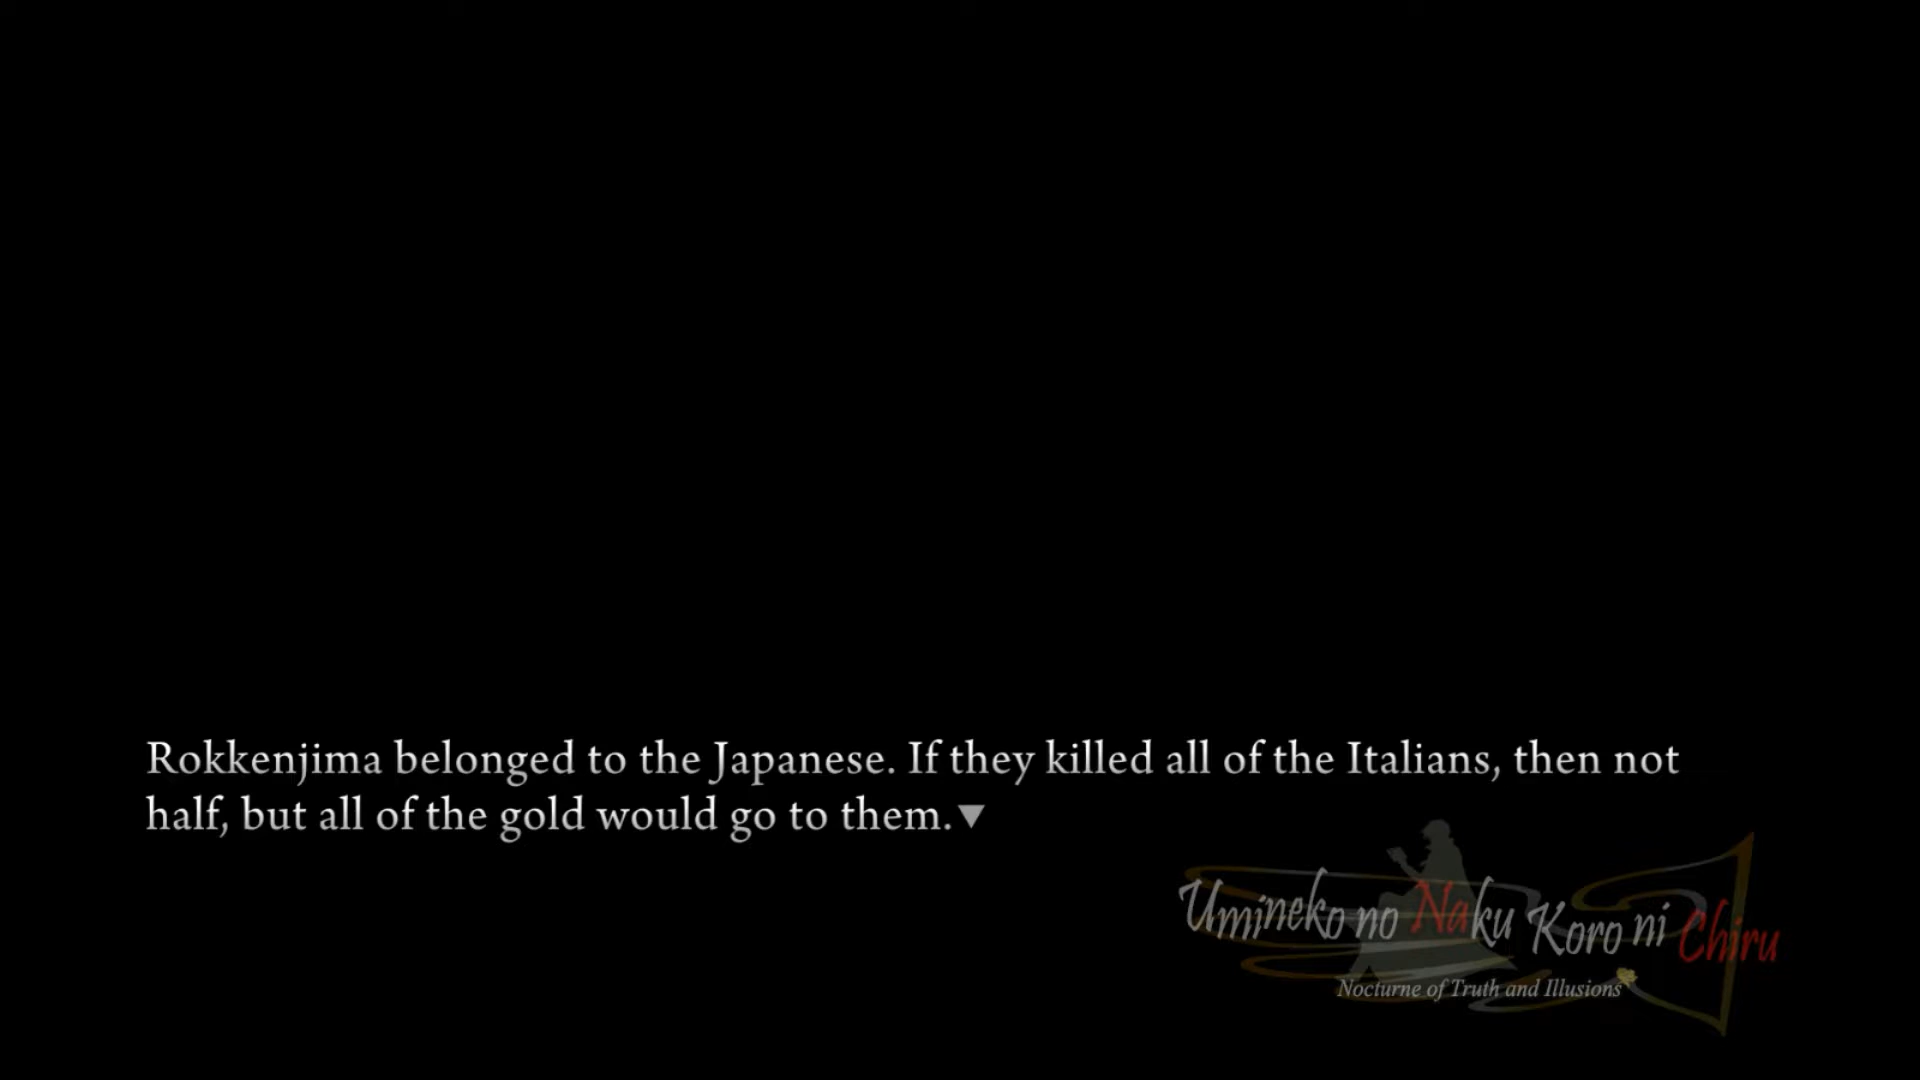 Rokkenjima belonged to the Japanese. If they killed all of the Italians, then not
half, but all of the gold would go to them.
Umineko no Naku Koro ni Chiru
Nocturne of Truth and Illusions